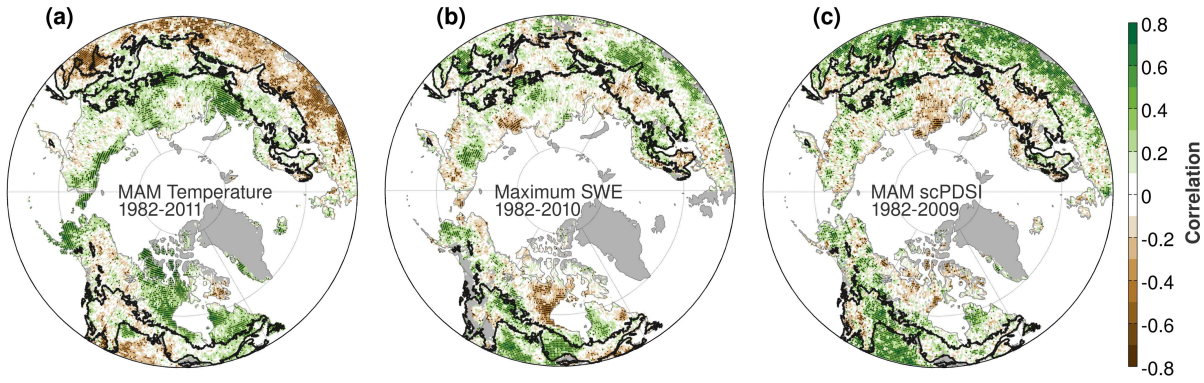 (a)
MAM Temperature
1982-2011
(b)
Maximum SWE
1982-2010
(c)
MAM scPDSI
1982-2009
0.8
0.6
0.4
0.2
0
-0.2
-0.4
-0.6
-0.8
Correlation